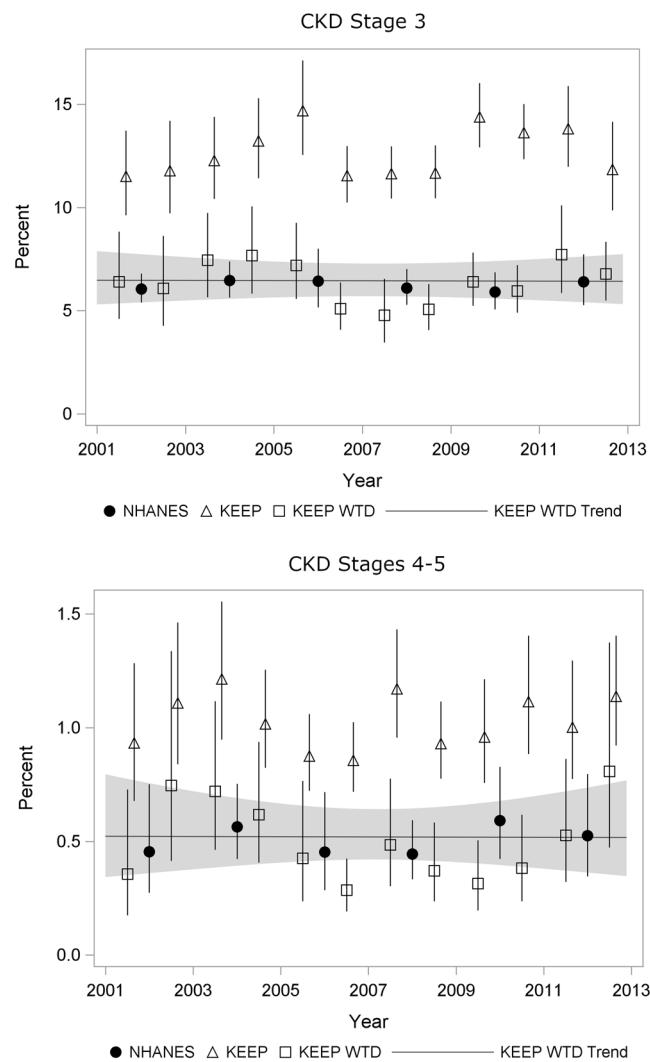 CKD Stage 3
15
10
5
0
Percent
2001 2003 2005 2007 2009 2011 2013
Year
NHANES KEEP KEEP WTD KEEP WTD Trend
CKD Stages 4-5
1.5
1.0
0.5
0.0
Percent
2001 2003 2005 2007 2009 2011 2013
Year
NHANES KEEP KEEP WTD KEEP WTD Trend